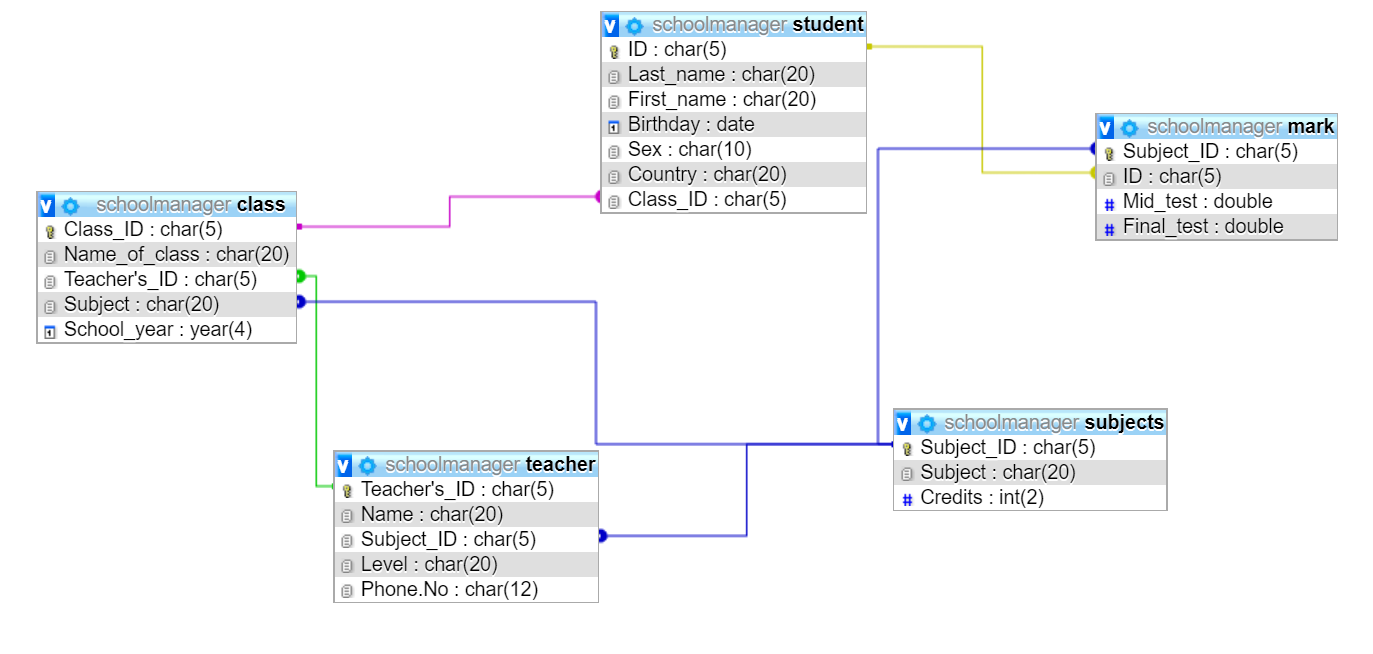 schoolmanager student
ID : char(5)
Last_name : char(20)
First_name : char(20)
Birthday : date
Sex : char(10)
Country : char(20)
Class_ID : char(5)
schoolmanager mark
Subject_ID : char(5)
ID : char(5)
Mid_test : double
Final_test : double
schoolmanager class
Class_ID : char(5)
Name_of_class : char(20)
Teacher's_ID : char(5)
Subject : char(20)
School_year : year(4)
schoolmanager subjects
Subject_ID : char(5)
Subject : char(20)
Credits : int(2)
schoolmanager teacher
Teacher's_ID : char(5)
Name : char(20)
Subject_ID : char(5)
Level : char(20)
Phone.No : char(12)